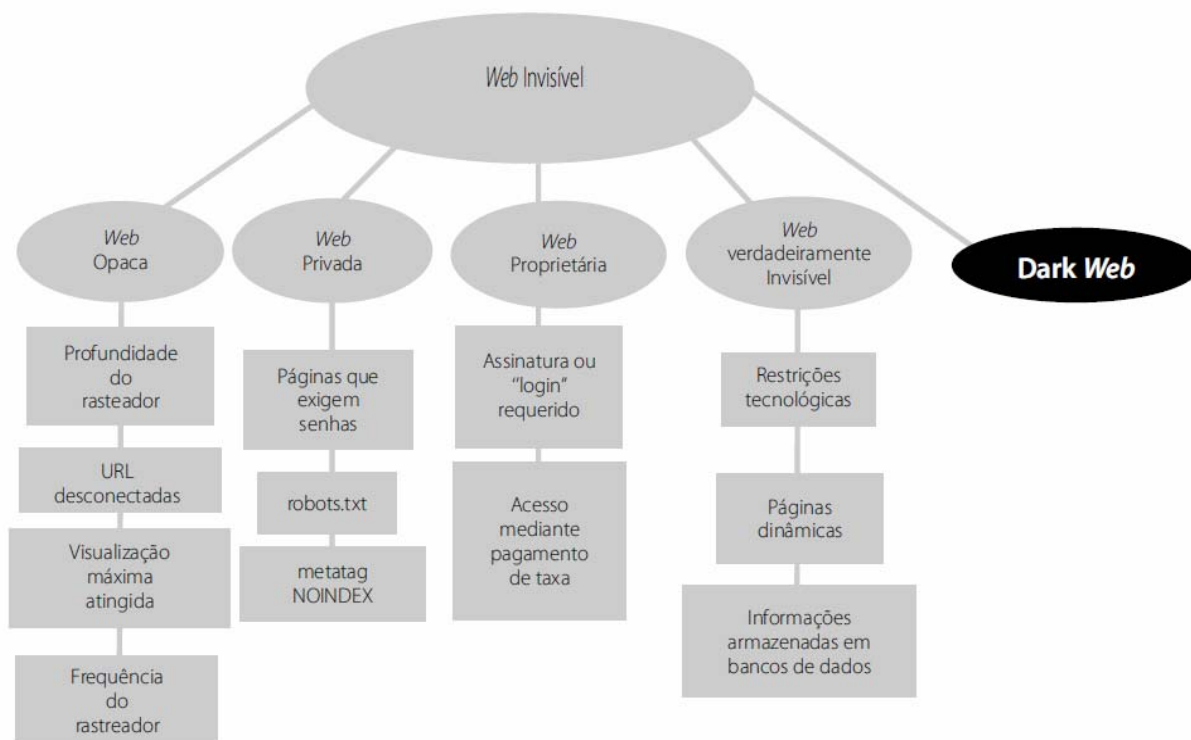 Web Invisível
Web
Opaca
Profundidade
do
rasteador
URL
desconectadas
Visualização
máxima
atingida
Frequência
do
rastreador
Web
Privada
Páginas que
exigem
senhas
robots.txt
metatag
NOINDEX
Web
Proprietária
Assinatura ou
“login”
requerido
Acesso
mediante
pagamento
de taxa
Web
verdadeiramente
Invisível
Restrições
tecnológicas
Páginas
dinâmicas
Informações
armazenadas em
bancos de dados
Dark Web